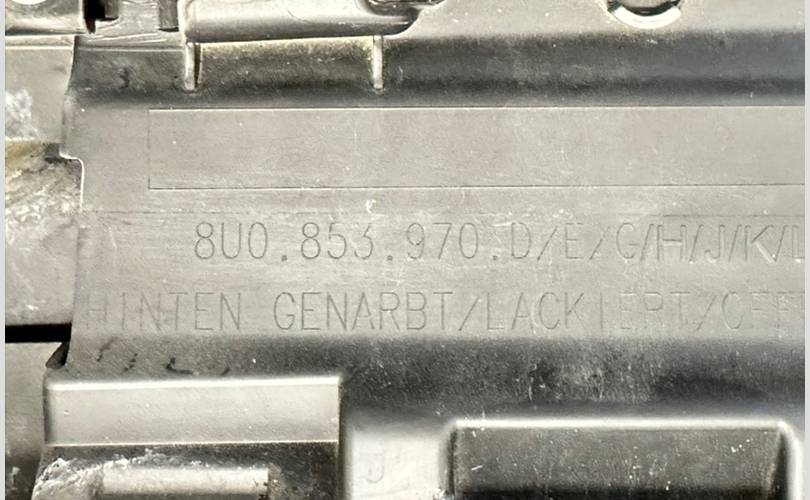 8U0.853.970.D/E/G/H/J/K/L
HINTEN GENARBT/LACKIERT/